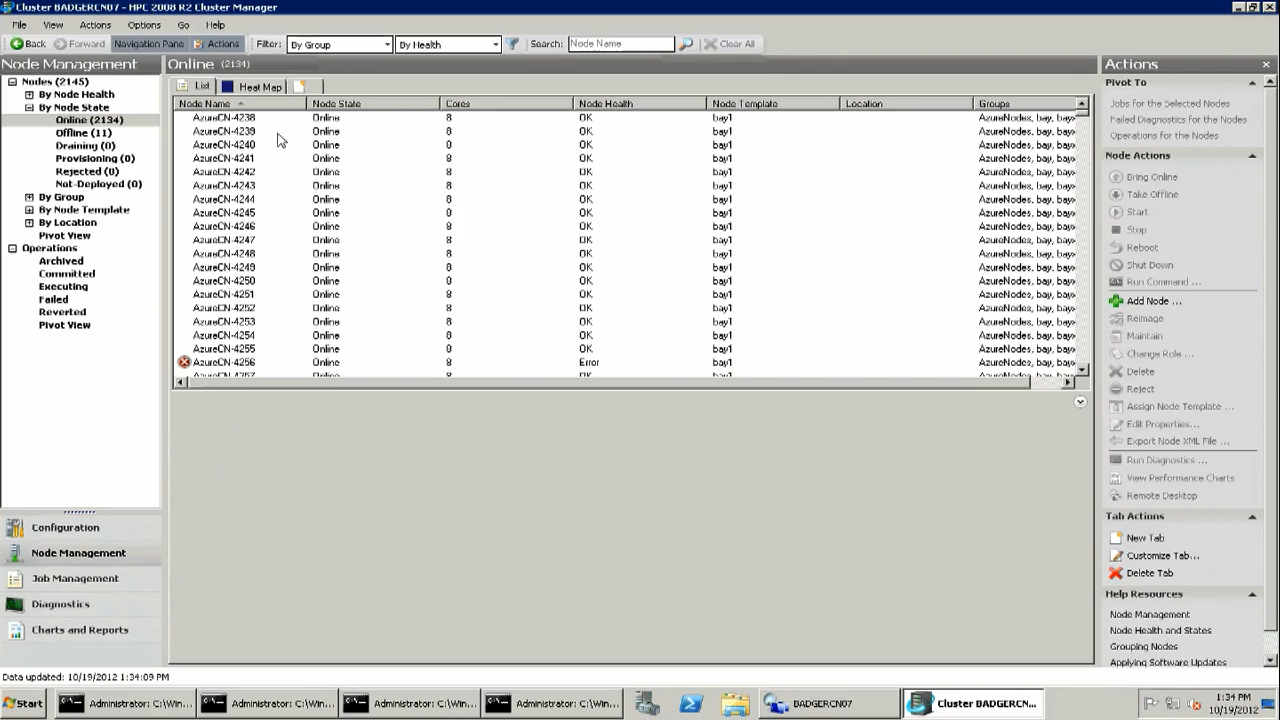 Cluster BADGERCN07 - HPC 2008 R2 Cluster Manager
File View Actions Options Go Help
Back Forward Navigation Pane Actions Filter: By Group By Health Search: Node Name Clear All
Node Management
Nodes (2145)
By Node Health
By Node State
Online (2134)
Offline (11)
Draining (0)
Provisioning (0)
Rejected (0)
Not-Deployed (0)
By Group
By Node Template
By Location
Pivot View
Operations
Archived
Committed
Executing
Failed
Reverted
Pivot View
Configuration
Node Management
Job Management
Diagnostics
Charts and Reports
Online (2134)
List Heat Map
Node Name Node State Cores Node Health Node Template Location Groups
AzureCN-4238 Online 8 OK bay1 AzureNodes, bay, bay
AzureCN-4239 Online 8 OK bay1 AzureNodes, bay, bay
AzureCN-4240 Online 8 OK bay1 AzureNodes, bay, bay
AzureCN-4241 Online 8 OK bay1 AzureNodes, bay, bay
AzureCN-4242 Online 8 OK bay1 AzureNodes, bay, bay
AzureCN-4243 Online 8 OK bay1 AzureNodes, bay, bay
AzureCN-4244 Online 8 OK bay1 AzureNodes, bay, bay
AzureCN-4245 Online 8 OK bay1 AzureNodes, bay, bay
AzureCN-4246 Online 8 OK bay1 AzureNodes, bay, bay
AzureCN-4247 Online 8 OK bay1 AzureNodes, bay, bay
AzureCN-4248 Online 8 OK bay1 AzureNodes, bay, bay
AzureCN-4249 Online 8 OK bay1 AzureNodes, bay, bay
AzureCN-4250 Online 8 OK bay1 AzureNodes, bay, bay
AzureCN-4251 Online 8 OK bay1 AzureNodes, bay, bay
AzureCN-4252 Online 8 OK bay1 AzureNodes, bay, bay
AzureCN-4253 Online 8 OK bay1 AzureNodes, bay, bay
AzureCN-4254 Online 8 OK bay1 AzureNodes, bay, bay
AzureCN-4255 Online 8 OK bay1 AzureNodes, bay, bay
AzureCN-4256 Online 8 Error bay1 AzureNodes, bay, bay
AzureCN-4257 Online 8 OK bay1 AzureNodes, bay, bay
Actions
Pivot To
Jobs for the Selected Nodes
Failed Diagnostics for the Nodes
Operations for the Nodes
Node Actions
Bring Online
Take Offline
Start
Stop
Reboot
Shut Down
Run Command ...
Add Node ...
Reimage
Maintain
Change Role ...
Delete
Reject
Assign Node Template ...
Edit Properties...
Export Node XML File ...
Run Diagnostics ...
View Performance Charts
Remote Desktop
Tab Actions
New Tab
Customize Tab...
Delete Tab
Help Resources
Node Management
Node Health and States
Grouping Nodes
Applying Software Updates
Data updated: 10/19/2012 1:34:09 PM
Start Administrator: C:\Win... Administrator: C:\Win... Administrator: C:\Win... Administrator: C:\Win... BADGERCN07 Cluster BADGERCN... 1:34 PM
10/19/2012